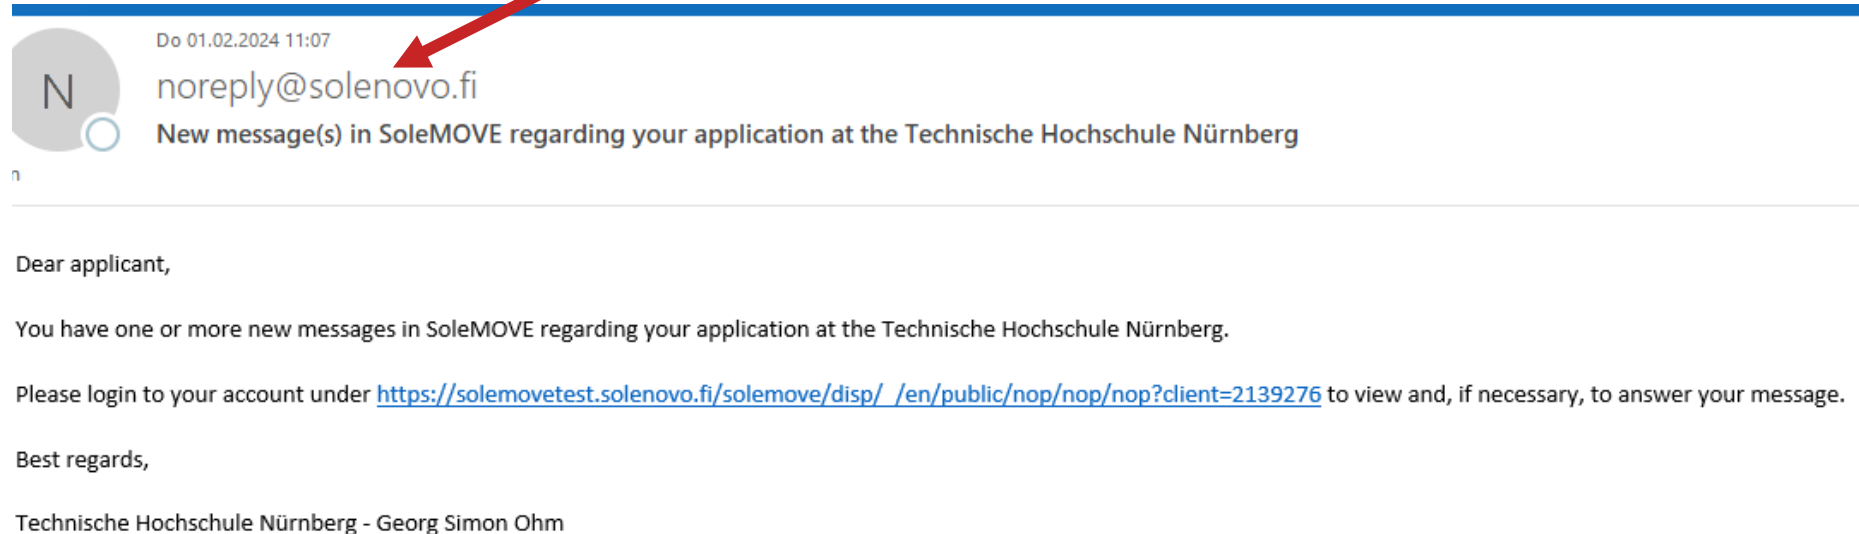 Do 01.02.2024 11:07
N
noreply@solenovo.fi
New message(s) in SoleMOVE regarding your application at the Technische Hochschule Nürnberg
n
Dear applicant,
You have one or more new messages in SoleMOVE regarding your application at the Technische Hochschule Nürnberg.
Please login to your account under https://solemovetest.solenovo.fi/solemove/disp/_/en/public/nop/nop/nop?client=2139276 to view and, if necessary, to answer your message.
Best regards,
Technische Hochschule Nürnberg - Georg Simon Ohm